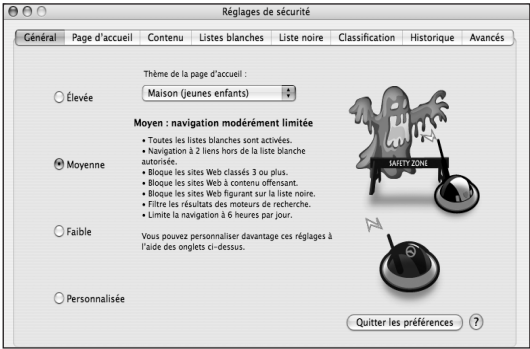 Réglages de sécurité
Général Page d'accueil Contenu Listes blanches Liste noire Classification Historique Avancés
Thème de la page d'accueil :
Élevée
Maison (jeunes enfants)
Moyen : navigation modérément limitée
• Toutes les listes blanches sont activées.
• Navigation à 2 liens hors de la liste blanche
autorisée.
Moyenne
• Bloque les sites Web classés 3 ou plus.
• Bloque les sites Web à contenu offensant.
• Bloque les sites Web figurant sur la liste noire.
• Filtre les résultats des moteurs de recherche.
• Limite la navigation à 6 heures par jour.
SAFETY ZONE
Faible
Vous pouvez personnaliser davantage ces réglages à
l'aide des onglets ci-dessus.
Personnalisée
Quitter les préférences ?